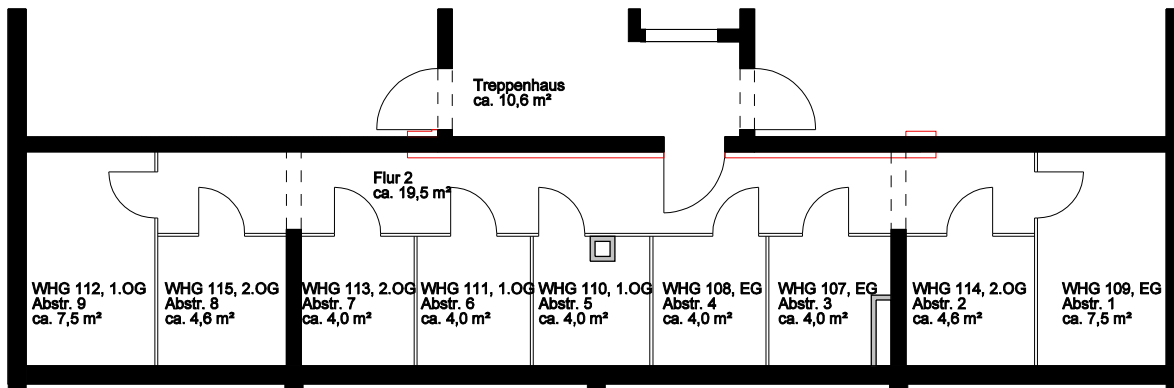 Treppenhaus
ca. 10,6 m²
Flur 2
ca. 19,5 m²
WHG 112, 1.OG
Abstr. 9
ca. 7,5 m²
WHG 115, 2.OG
Abstr. 8
ca. 4,6 m²
WHG 113, 2.OG
Abstr. 7
ca. 4,0 m²
WHG 111, 1.OG
Abstr. 6
ca. 4,0 m²
WHG 110, 1.OG
Abstr. 5
ca. 4,0 m²
WHG 108, EG
Abstr. 4
ca. 4,0 m²
WHG 107, EG
Abstr. 3
ca. 4,0 m²
WHG 114, 2.OG
Abstr. 2
ca. 4,6 m²
WHG 109, EG
Abstr. 1
ca. 7,5 m²